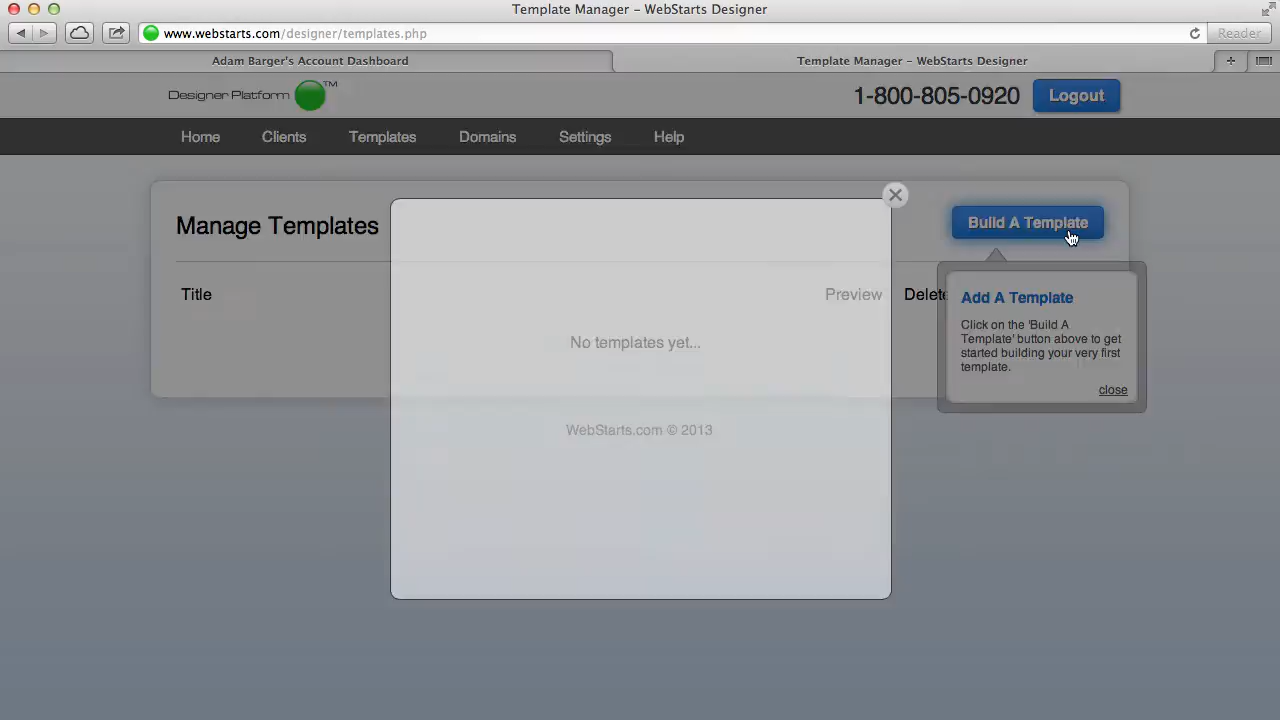 Template Manager – WebStarts Designer
www.webstarts.com/designer/templates.php
Reader
Adam Barger's Account Dashboard
Template Manager – WebStarts Designer
+
Designer Platform ™
1-800-805-0920
Logout
Home
Clients
Templates
Domains
Settings
Help
Manage Templates
Build A Template
Title
Preview
Delete
No templates yet...
Add A Template
Click on the 'Build A
Template' button above to get
started building your very first
template.
close
WebStarts.com © 2013